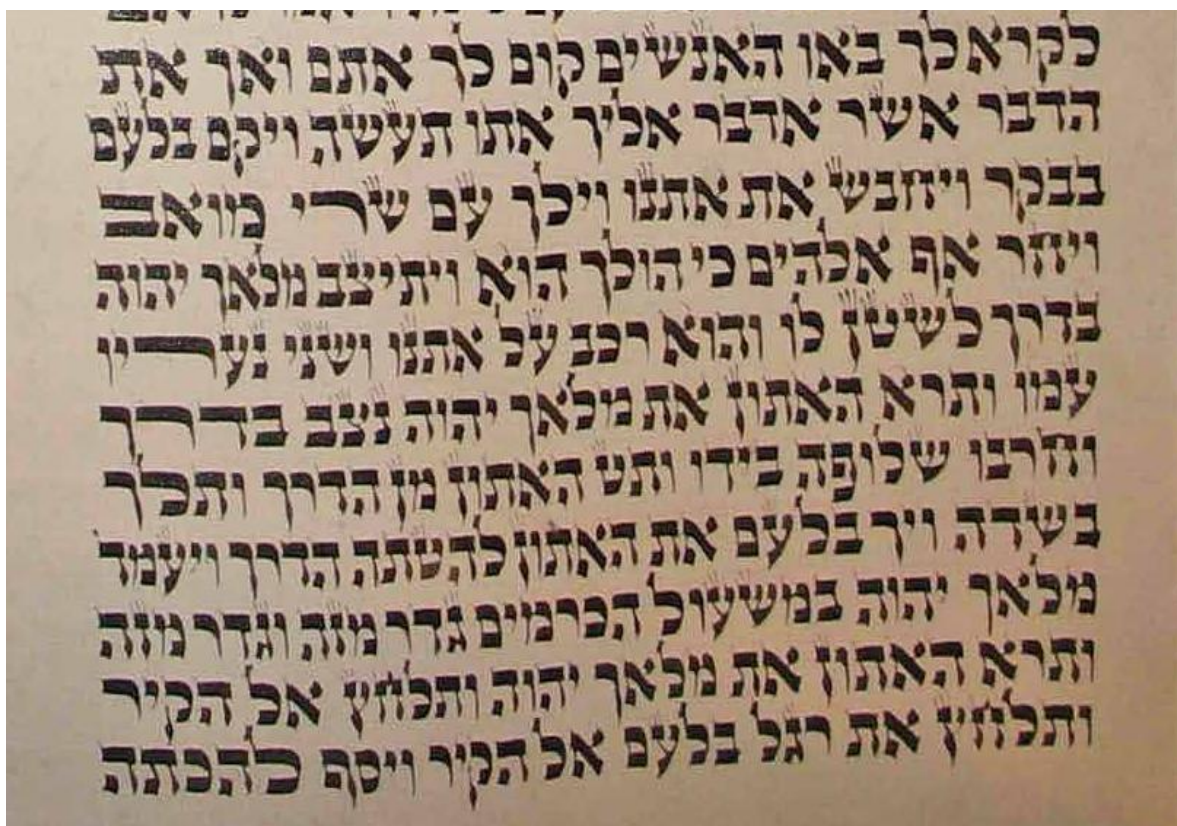 לקרא לך באו האנשים קום לך אתם ואך את
הדבר אשר אדבר אליך אתו תעשה ויקם בלעם
בבקר ויחבש את אתנו וילך עם שרי מואב
ויחר אף אלהים כי הולך הוא ויתיצב מלאך יהוה
בדרך לשטן לו והוא רכב על אתנו ושני נעריו
עמו ותרא האתון את מלאך יהוה נצב בדרך
וחרבו שלופה בידו ותט האתון מן הדרך ותלך
בשדה ויך בלעם את האתון להטתה הדרך ויעמד
מלאך יהוה במשעול הכרמים גדר מזה וגדר מזה
ותרא האתון את מלאך יהוה ותלחץ אל הקיר
ותלחץ את רגל בלעם אל הקיר ויסף להכתה